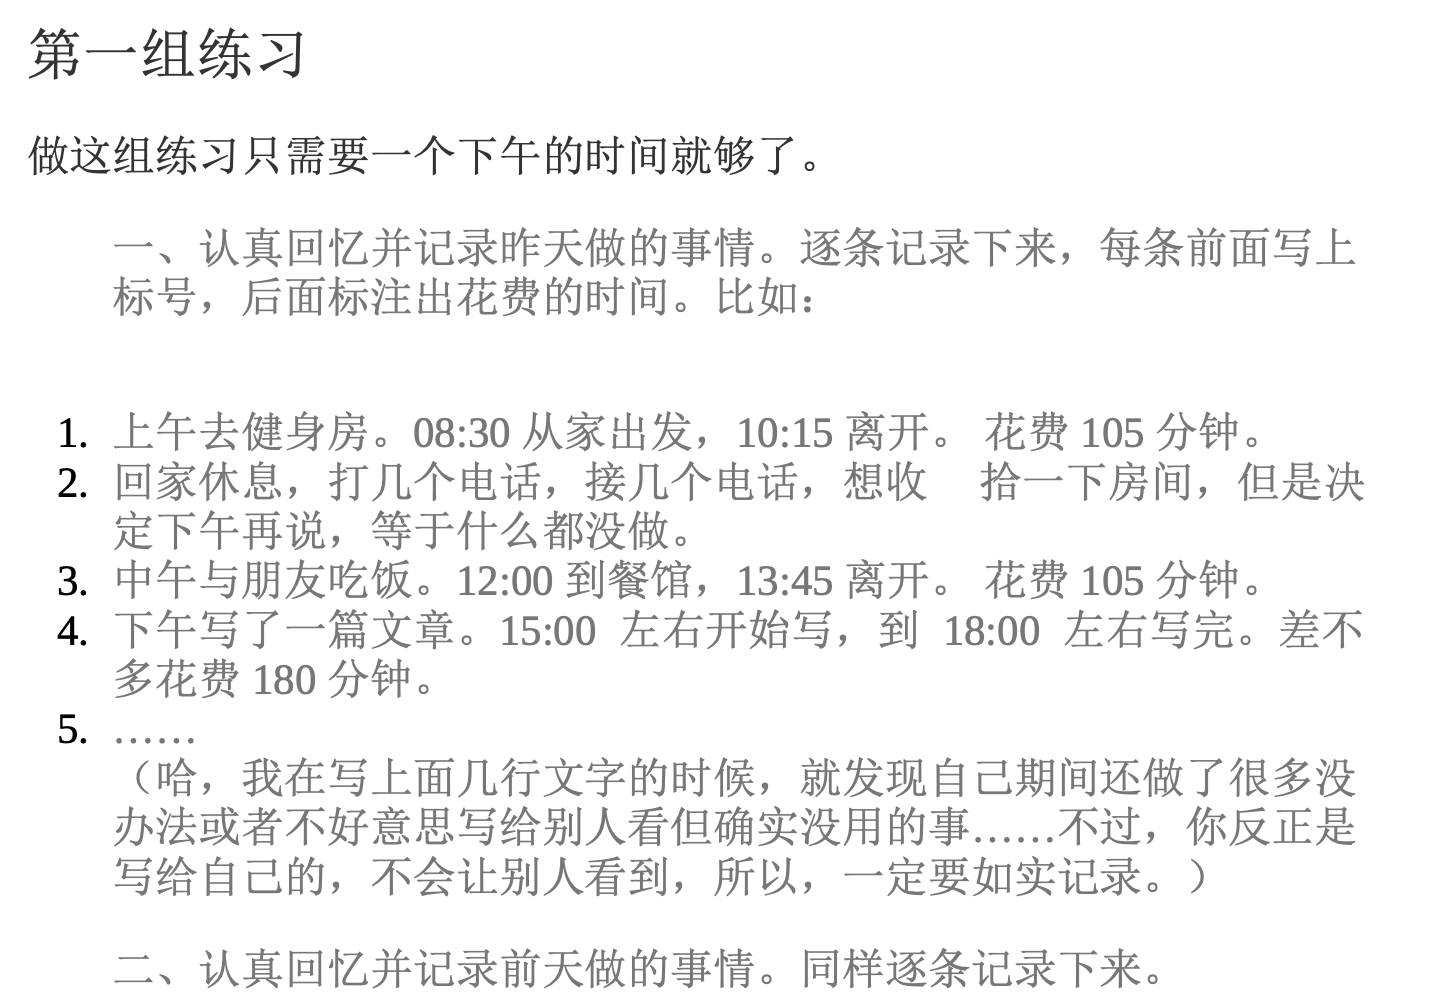 第一组练习
做这组练习只需要一个下午的时间就够了。
一、认真回忆并记录昨天做的事情。逐条记录下来，每条前面写上
标号，后面标注出花费的时间。比如：
1. 上午去健身房。08:30 从家出发，10:15 离开。 花费 105 分钟。
2. 回家休息，打几个电话，接几个电话，想收 拾一下房间，但是决
定下午再说，等于什么都没做。
3. 中午与朋友吃饭。12:00 到餐馆，13:45 离开。 花费 105 分钟。
4. 下午写了一篇文章。15:00 左右开始写，到 18:00 左右写完。差不
多花费 180 分钟。
5. ……
（哈，我在写上面几行文字的时候，就发现自己期间还做了很多没
办法或者不好意思写给别人看但确实没用的事……不过，你反正是
写给自己的，不会让别人看到，所以，一定要如实记录。）
二、认真回忆并记录前天做的事情。同样逐条记录下来。